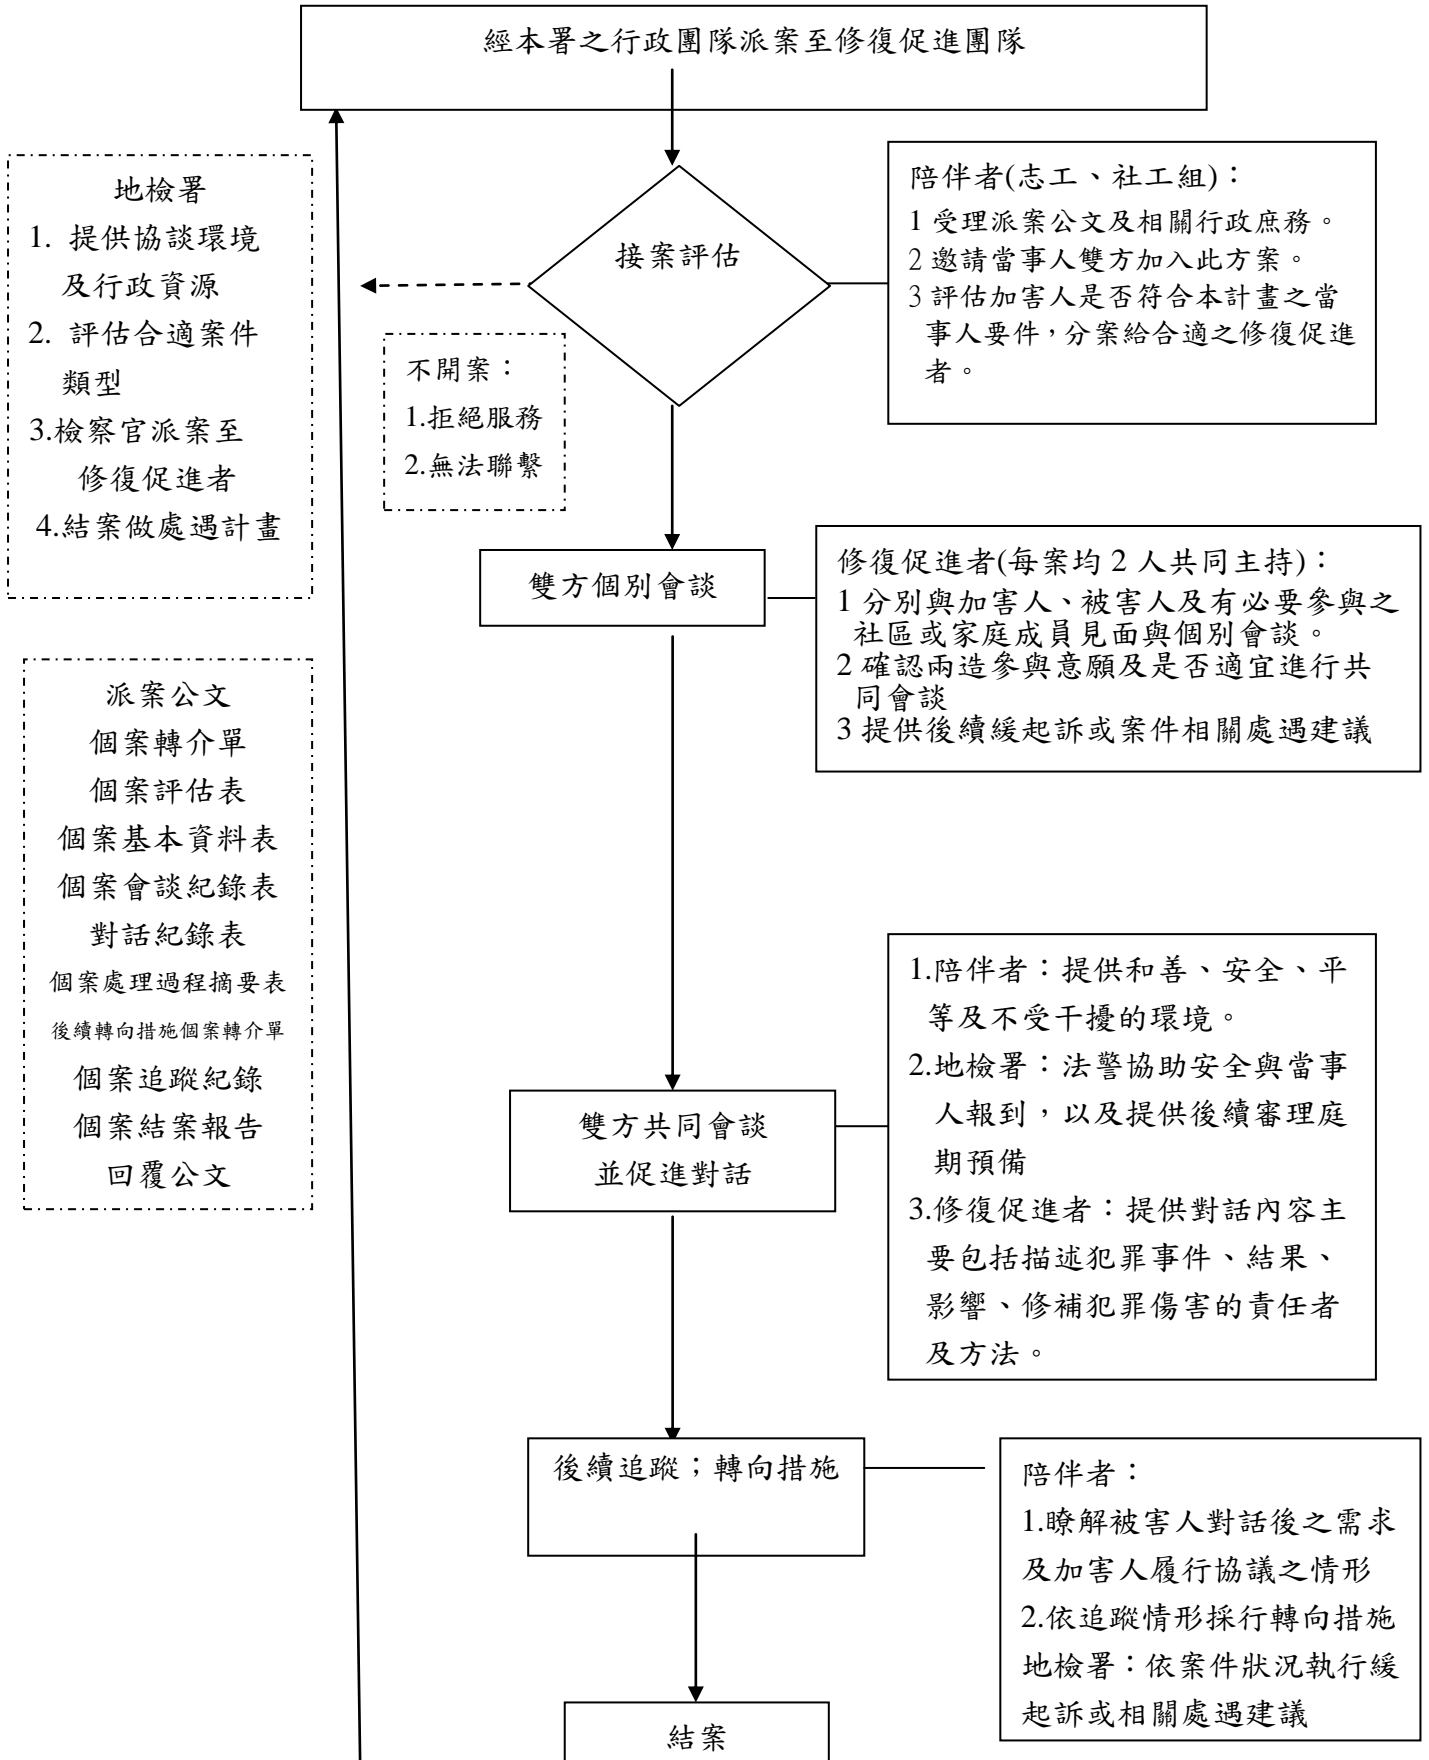 經本署之行政團隊派案至修復促進團隊
地檢署
1. 提供協談環境
及行政資源
2. 評估合適案件
類型
3.檢察官派案至
修復促進者
4.結案做處遇計畫
接案評估
陪伴者(志工、社工組)：
1 受理派案公文及相關行政庶務。
2 邀請當事人雙方加入此方案。
3 評估加害人是否符合本計畫之當
事人要件，分案給合適之修復促進
者。
不開案：
1.拒絕服務
2.無法聯繫
雙方個別會談
修復促進者(每案均 2 人共同主持)：
1 分別與加害人、被害人及有必要參與之
社區或家庭成員見面與個別會談。
2 確認兩造參與意願及是否適宜進行共
同會談
3 提供後續緩起訴或案件相關處遇建議
派案公文
個案轉介單
個案評估表
個案基本資料表
個案會談紀錄表
對話紀錄表
個案處理過程摘要表
後續轉向措施個案轉介單
個案追蹤紀錄
個案結案報告
回覆公文
雙方共同會談
並促進對話
1.陪伴者：提供和善、安全、平
等及不受干擾的環境。
2.地檢署：法警協助安全與當事
人報到，以及提供後續審理庭
期預備
3.修復促進者：提供對話內容主
要包括描述犯罪事件、結果、
影響、修補犯罪傷害的責任者
及方法。
後續追蹤；轉向措施
陪伴者：
1.瞭解被害人對話後之需求
及加害人履行協議之情形
2.依追蹤情形採行轉向措施
地檢署：依案件狀況執行緩
起訴或相關處遇建議
結案